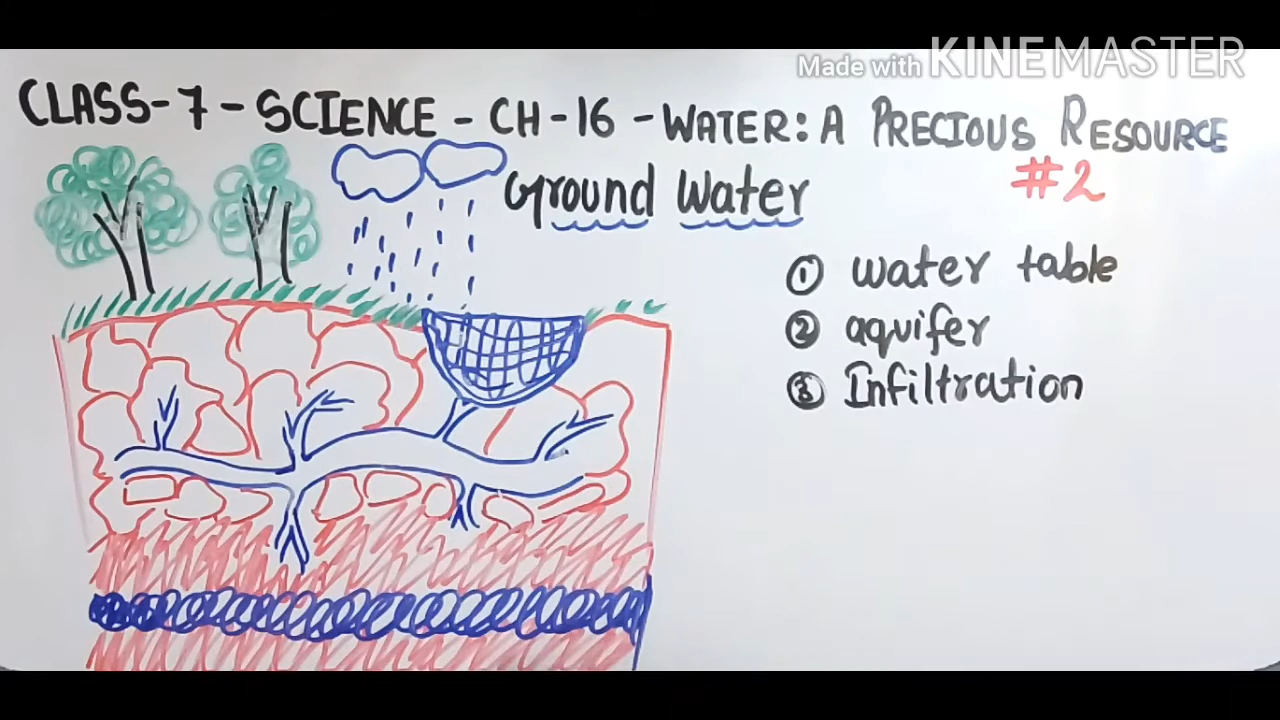 Made with KINEMASTER
CLASS-7-SCIENCE-CH-16-WATER: A PRECIOUS RESOURCE
#2
Ground Water
① water table
② aquifer
③ Infiltration